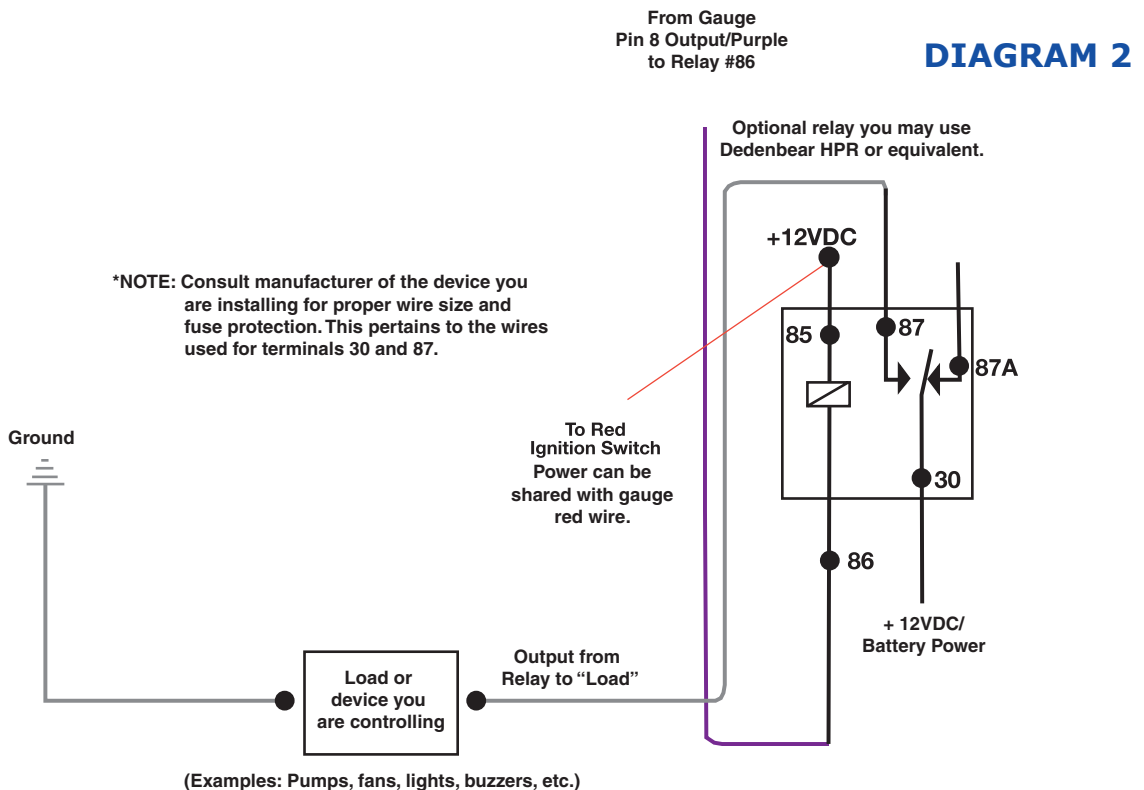 From Gauge
Pin 8 Output/Purple
to Relay #86
DIAGRAM 2
Optional relay you may use
Dedenbear HPR or equivalent.
+12VDC
*NOTE: Consult manufacturer of the device you
are installing for proper wire size and
fuse protection. This pertains to the wires
used for terminals 30 and 87.
85
87
87A
To Red
Ignition Switch
Power can be
shared with gauge
red wire.
Ground
30
86
+ 12VDC/
Battery Power
Output from
Relay to “Load”
Load or
device you
are controlling
(Examples: Pumps, fans, lights, buzzers, etc.)